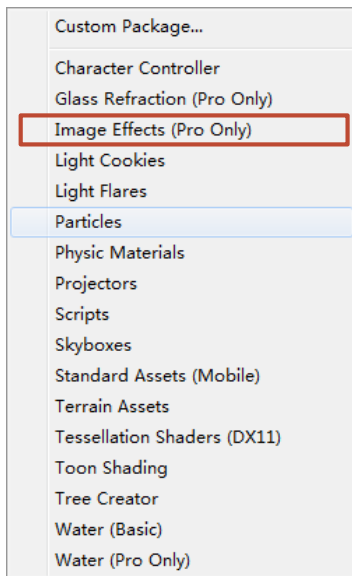 Custom Package...
Character Controller
Glass Refraction (Pro Only)
Image Effects (Pro Only)
Light Cookies
Light Flares
Particles
Physic Materials
Projectors
Scripts
Skyboxes
Standard Assets (Mobile)
Terrain Assets
Tessellation Shaders (DX11)
Toon Shading
Tree Creator
Water (Basic)
Water (Pro Only)